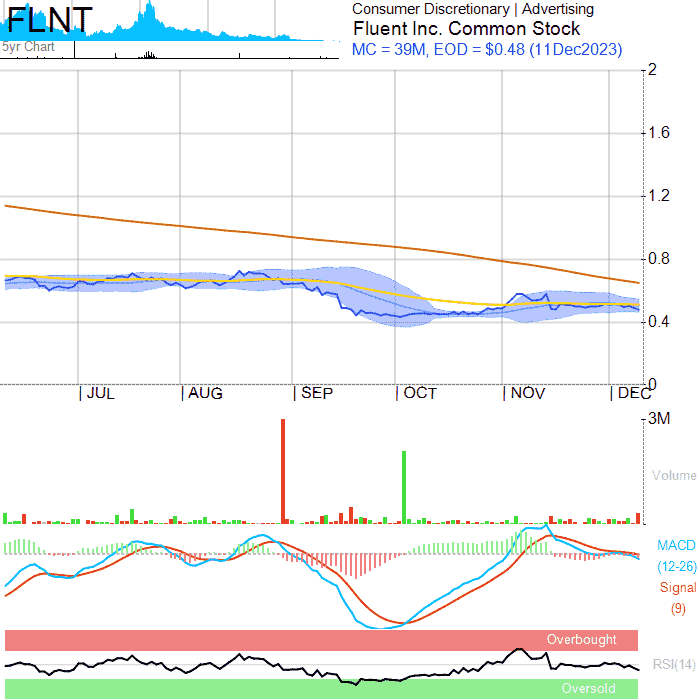 FLNT
5yr Chart
Consumer Discretionary | Advertising
Fluent Inc. Common Stock
MC = 39M, EOD = $0.48 (11Dec2023)
2
1.6
1.2
0.8
0.4
0
| JUL | AUG | SEP | OCT | NOV | DEC
3M
Volume
MACD
(12-26)
Signal
(9)
Overbought
RSI(14)
Oversold